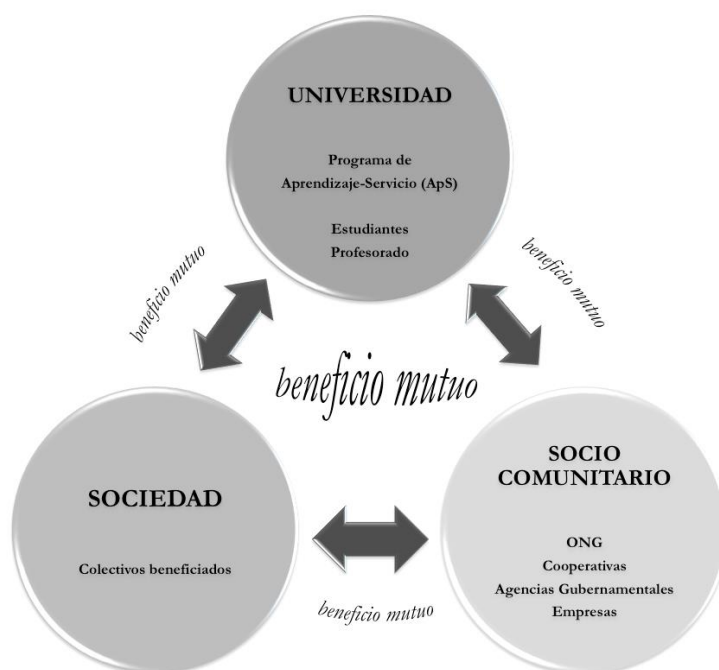 UNIVERSIDAD
Programa de
Aprendizaje-Servicio (ApS)
Estudiantes
Profesorado
beneficio mutuo
beneficio mutuo
beneficio mutuo
SOCIEDAD
Colectivos beneficiados
SOCIO
COMUNITARIO
ONG
Cooperativas
Agencias Gubernamentales
Empresas
beneficio mutuo